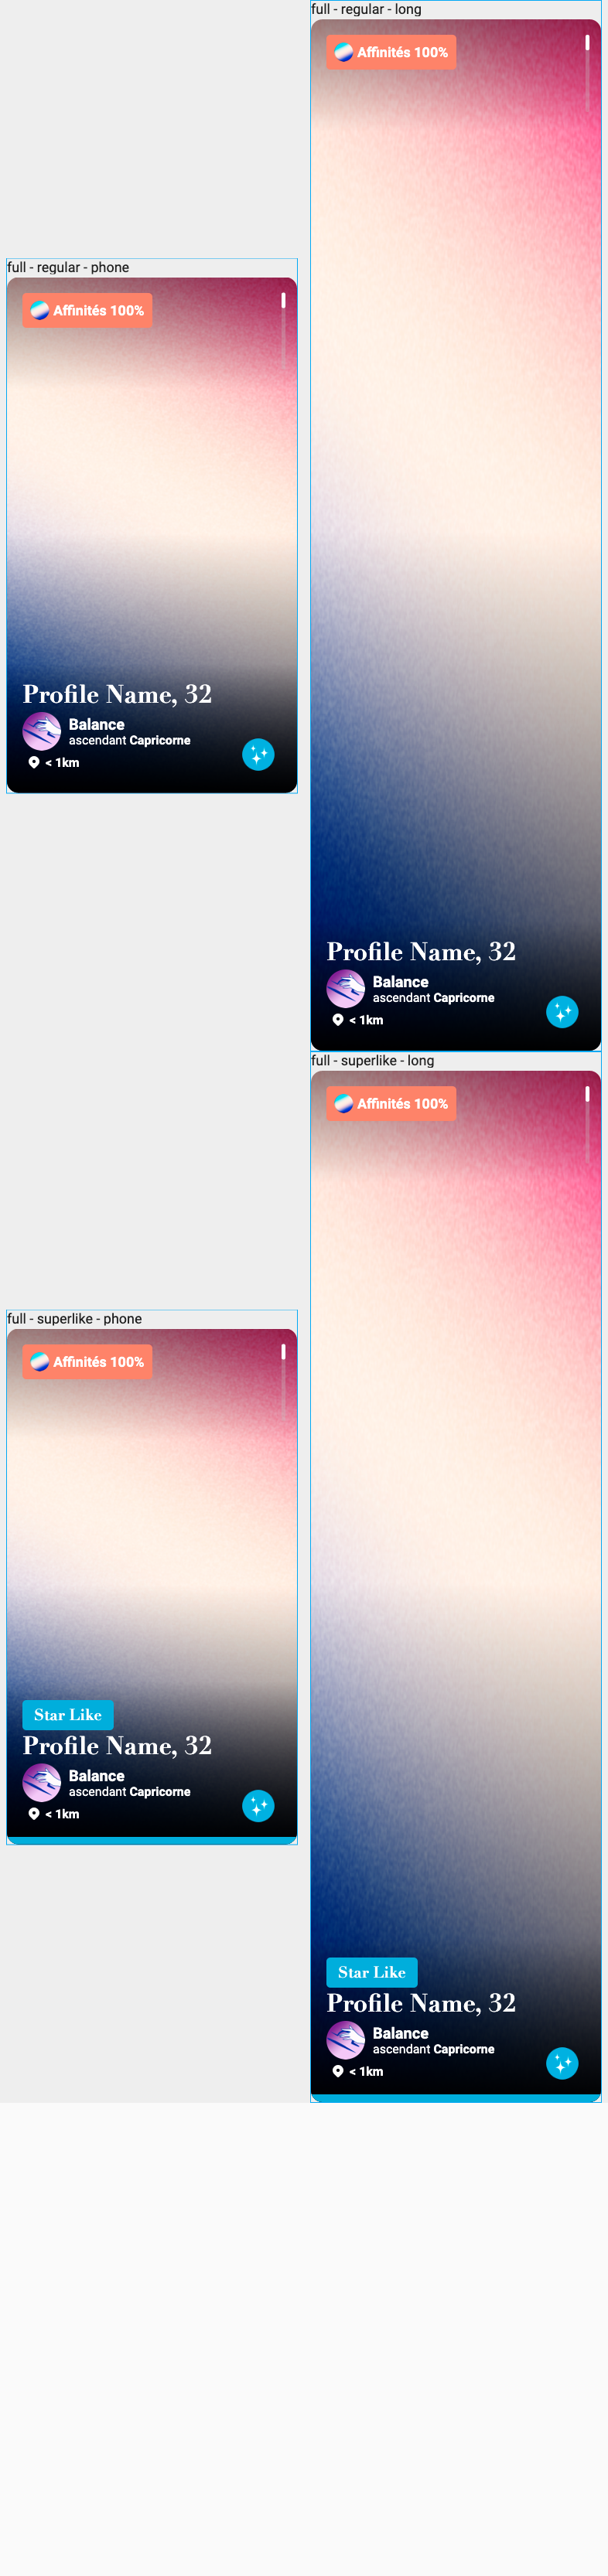 full - regular - long
Affinités 100%
full - regular - phone
Affinités 100%
Profile Name, 32
Balance
ascendant Capricorne
< 1km
Profile Name, 32
Balance
ascendant Capricorne
< 1km
full - superlike - long
Affinités 100%
full - superlike - phone
Affinités 100%
Star Like
Profile Name, 32
Balance
ascendant Capricorne
< 1km
Star Like
Profile Name, 32
Balance
ascendant Capricorne
< 1km